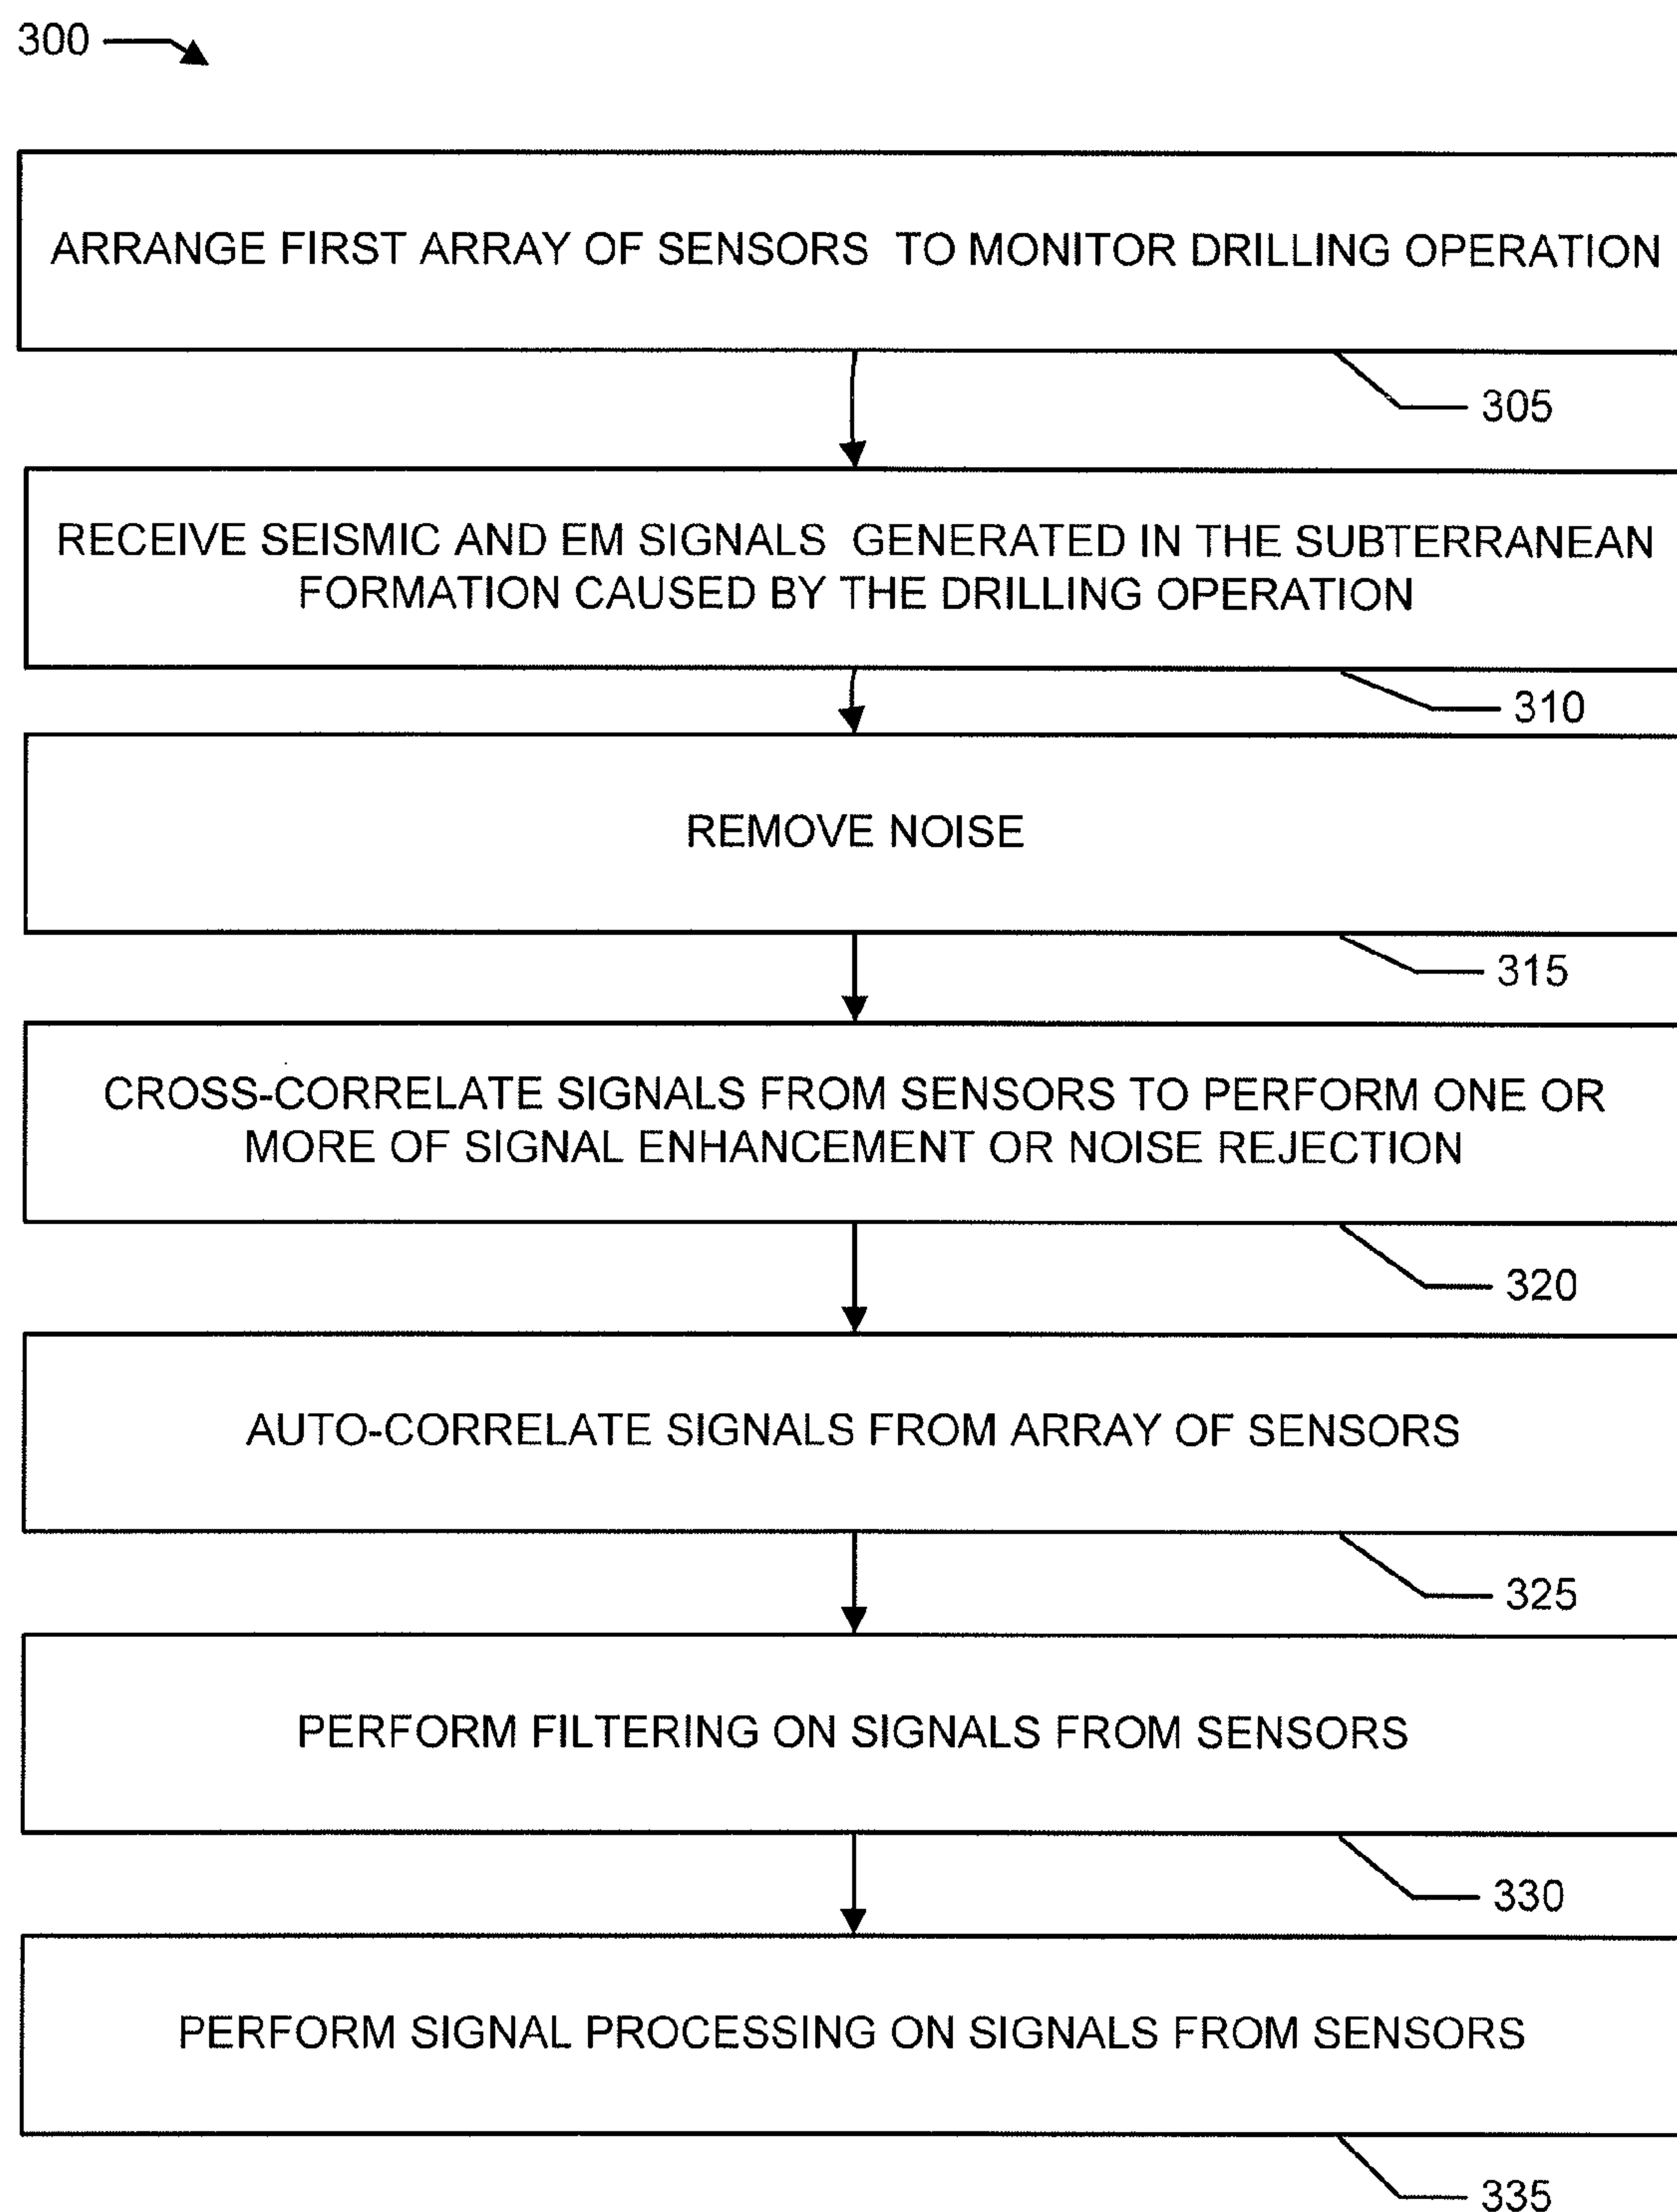 300
ARRANGE FIRST ARRAY OF SENSORS TO MONITOR DRILLING OPERATION
305
RECEIVE SEISMIC AND EM SIGNALS GENERATED IN THE SUBTERRANEAN
FORMATION CAUSED BY THE DRILLING OPERATION
310
REMOVE NOISE
315
CROSS-CORRELATE SIGNALS FROM SENSORS TO PERFORM ONE OR
MORE OF SIGNAL ENHANCEMENT OR NOISE REJECTION
320
AUTO-CORRELATE SIGNALS FROM ARRAY OF SENSORS
325
PERFORM FILTERING ON SIGNALS FROM SENSORS
330
PERFORM SIGNAL PROCESSING ON SIGNALS FROM SENSORS
335